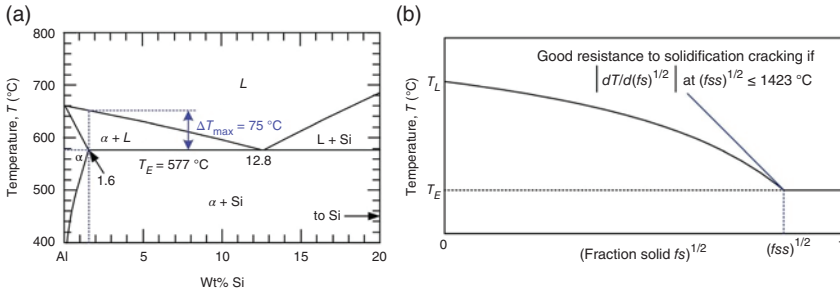 (a)
800
700
600
500
400
Temperature, T (°C)
L
ΔTmax = 75 °C
α + L
L + Si
α
TE = 577 °C
12.8
1.6
α + Si
to Si
Al
5
10
15
20
Wt% Si
(b)
Good resistance to solidification cracking if
|dT/d(fs)^1/2| at (fss)^1/2 ≤ 1423 °C
Temperature, T (°C)
TL
TE
0
(Fraction solid fs)^1/2
(fss)^1/2